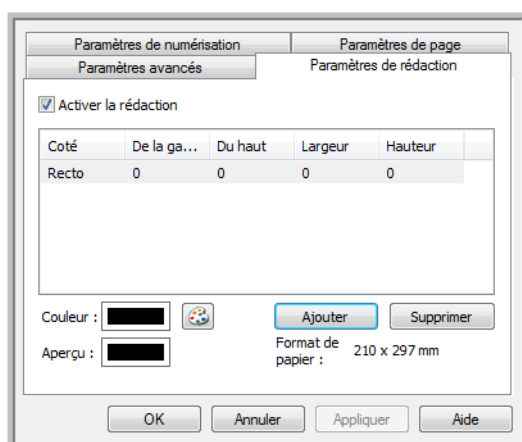 Paramètres de numérisation Paramètres de page
Paramètres avancés Paramètres de rédaction
Activer la rédaction
Coté De la ga... Du haut Largeur Hauteur
Recto 0 0 0 0
Couleur : Ajouter Supprimer
Aperçu : Format de papier : 210 x 297 mm
OK Annuler Appliquer Aide